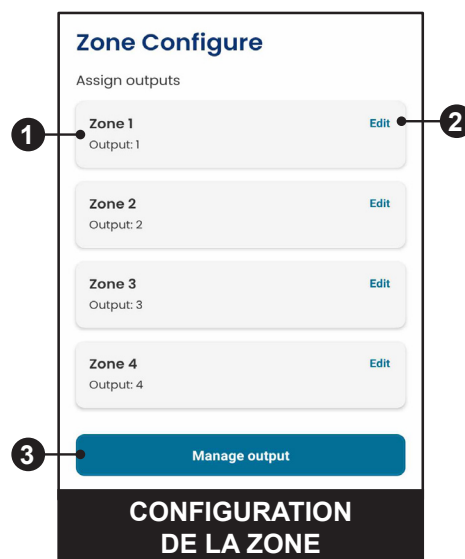 Zone Configure
Assign outputs
Zone 1
Edit
Output: 1
1
2
Zone 2
Edit
Output: 2
Zone 3
Edit
Output: 3
Zone 4
Edit
Output: 4
3
Manage output
CONFIGURATION
DE LA ZONE